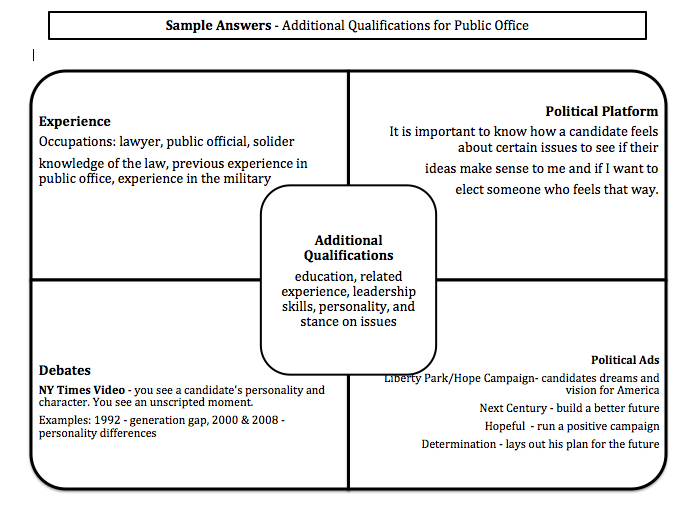 Sample Answers - Additional Qualifications for Public Office
Experience
Occupations: lawyer, public official, solider
knowledge of the law, previous experience in
public office, experience in the military
Political Platform
It is important to know how a candidate feels
about certain issues to see if their
ideas make sense to me and if I want to
elect someone who feels that way.
Additional
Qualifications
education, related
experience, leadership
skills, personality, and
stance on issues
Debates
NY Times Video - you see a candidate's personality and
character. You see an unscripted moment.
Examples: 1992 - generation gap, 2000 & 2008 -
personality differences
Political Ads
Liberty Park/Hope Campaign- candidates dreams and
vision for America
Next Century - build a better future
Hopeful - run a positive campaign
Determination - lays out his plan for the future